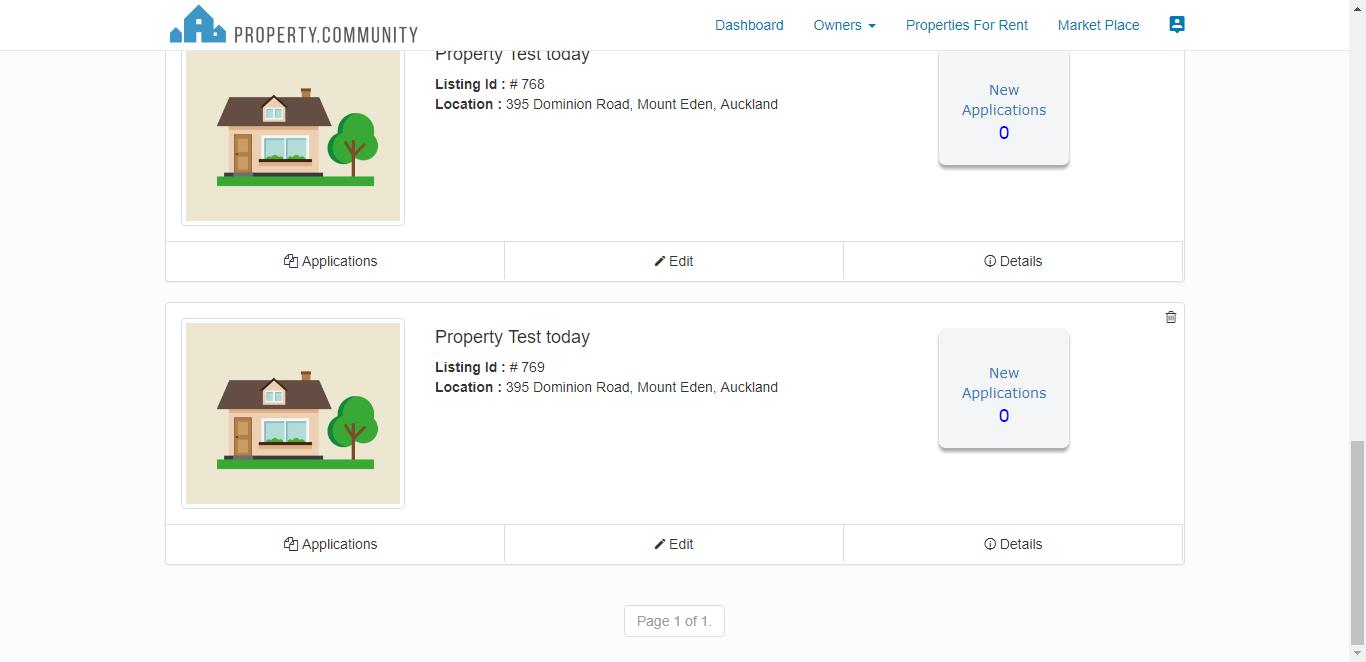 PROPERTY.COMMUNITY
Dashboard Owners Properties For Rent Market Place
Property Test today
Listing Id : # 768
Location : 395 Dominion Road, Mount Eden, Auckland
New
Applications
0
Applications Edit Details
Property Test today
Listing Id : # 769
Location : 395 Dominion Road, Mount Eden, Auckland
New
Applications
0
Applications Edit Details
Page 1 of 1.